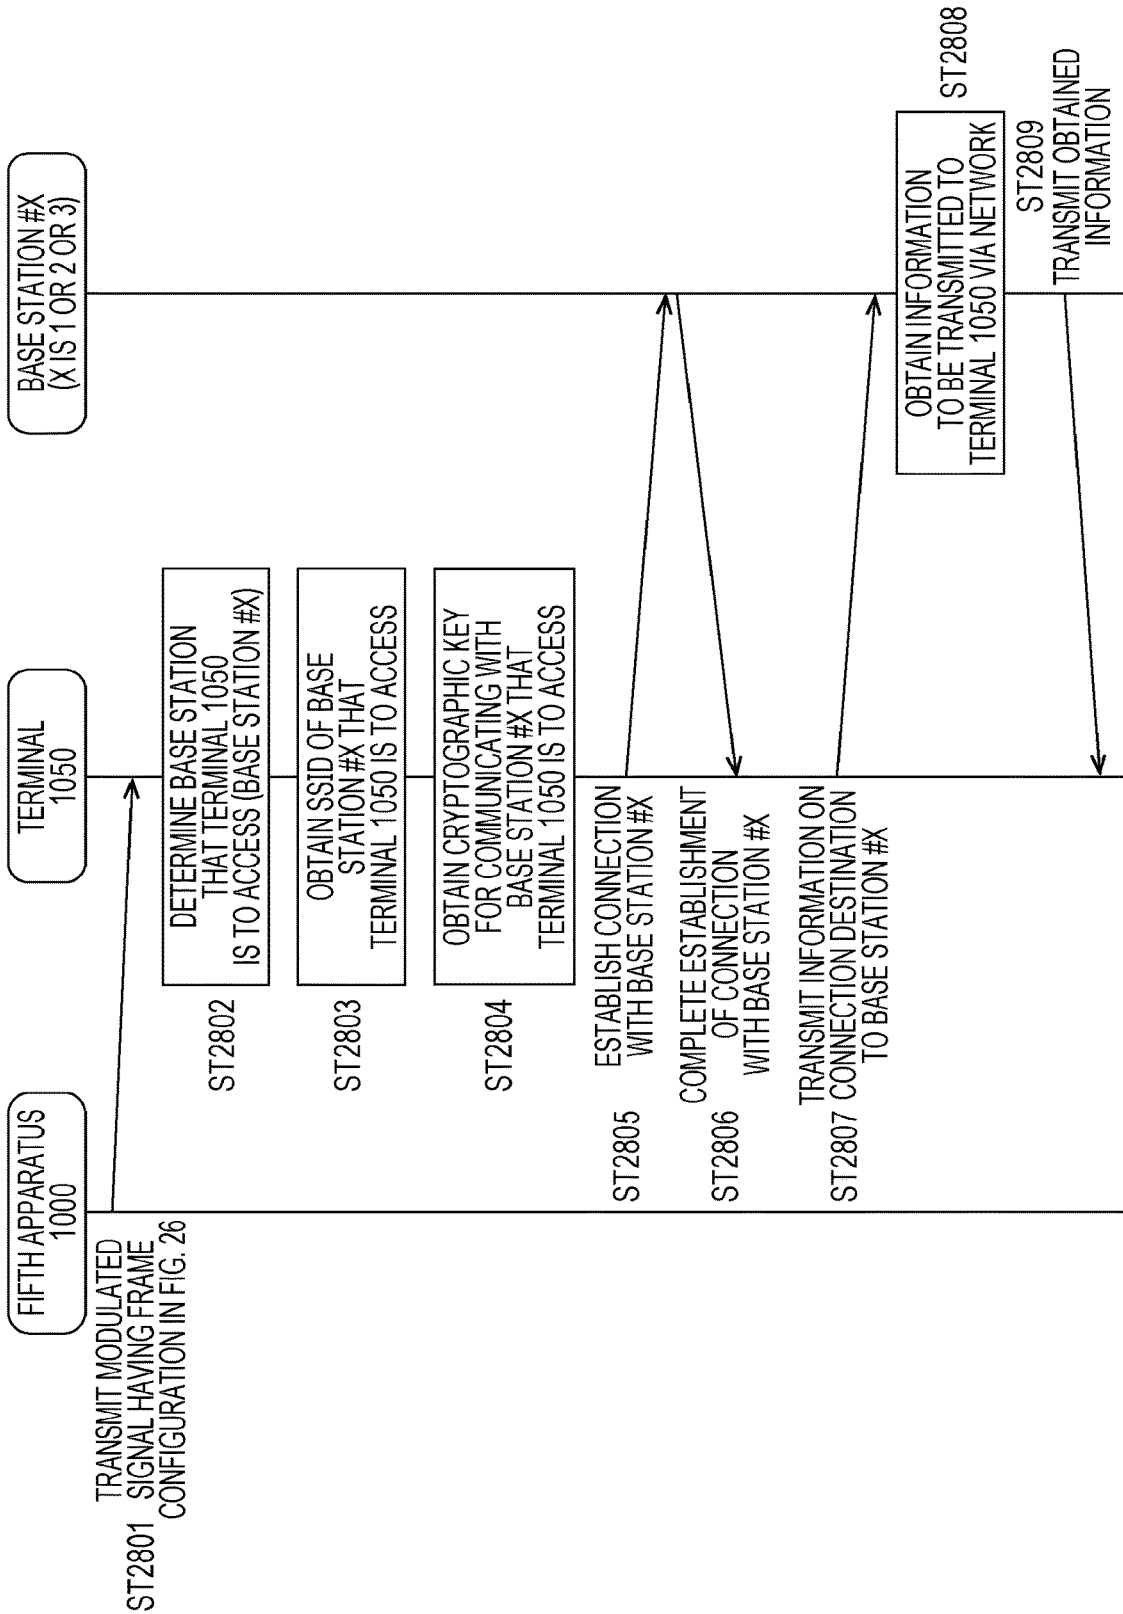 FIFTH APPARATUS
1000
TERMINAL
1050
BASE STATION #X
(X IS 1 OR 2 OR 3)
TRANSMIT MODULATED
ST2801 SIGNAL HAVING FRAME
CONFIGURATION IN FIG. 26
DETERMINE BASE STATION
THAT TERMINAL 1050
IS TO ACCESS (BASE STATION #X)
ST2802
OBTAIN SSID OF BASE
STATION #X THAT
TERMINAL 1050 IS TO ACCESS
ST2803
OBTAIN CRYPTOGRAPHIC KEY
FOR COMMUNICATING WITH
BASE STATION #X THAT
TERMINAL 1050 IS TO ACCESS
ST2804
ESTABLISH CONNECTION
WITH BASE STATION #X
ST2805
COMPLETE ESTABLISHMENT
OF CONNECTION
WITH BASE STATION #X
ST2806
TRANSMIT INFORMATION ON
ST2807 CONNECTION DESTINATION
TO BASE STATION #X
OBTAIN INFORMATION
TO BE TRANSMITTED TO
TERMINAL 1050 VIA NETWORK
ST2808
ST2809
TRANSMIT OBTAINED
INFORMATION